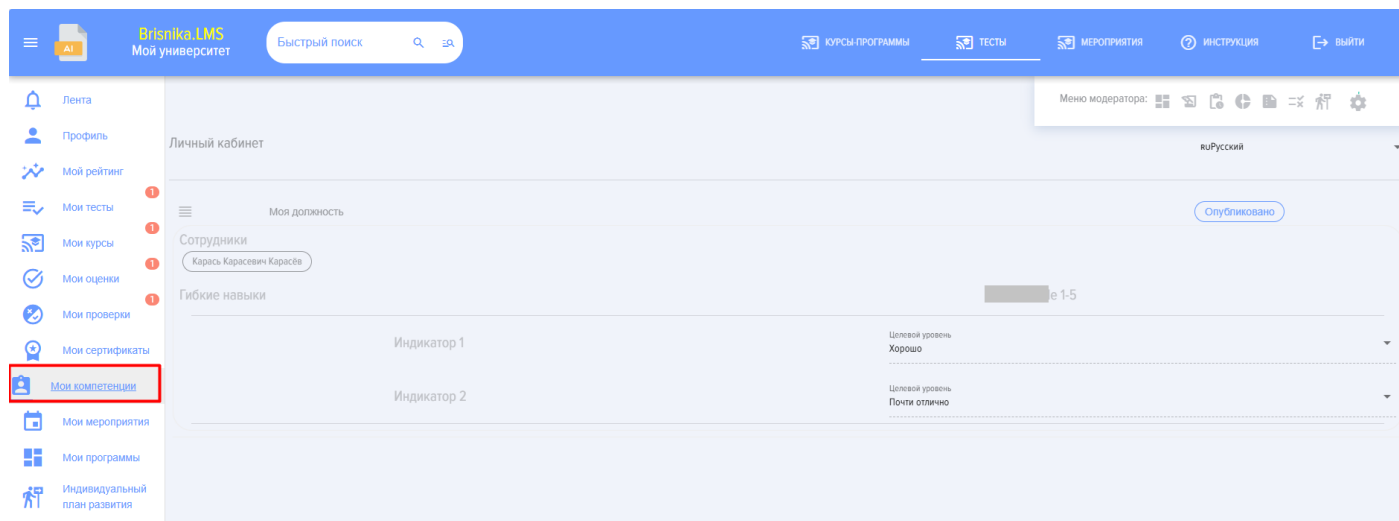 AI
Brisnika.LMS
Мой университет
Быстрый поиск
КУРСЫ-ПРОГРАММЫ
ТЕСТЫ
МЕРОПРИЯТИЯ
ИНСТРУКЦИЯ
ВЫЙТИ
Меню модератора:
Лента
Профиль
Мой рейтинг
1
Мои тесты
1
Мои курсы
1
Мои оценки
1
Мои проверки
Мои сертификаты
Мои компетенции
Мои мероприятия
Мои программы
Индивидуальный
план развития
Личный кабинет
RUРусский
Моя должность
Опубликовано
Сотрудники
Карась Карасевич Карасёв
Гибкие навыки
e 1-5
Индикатор 1
Целевой уровень
Хорошо
Индикатор 2
Целевой уровень
Почти отлично